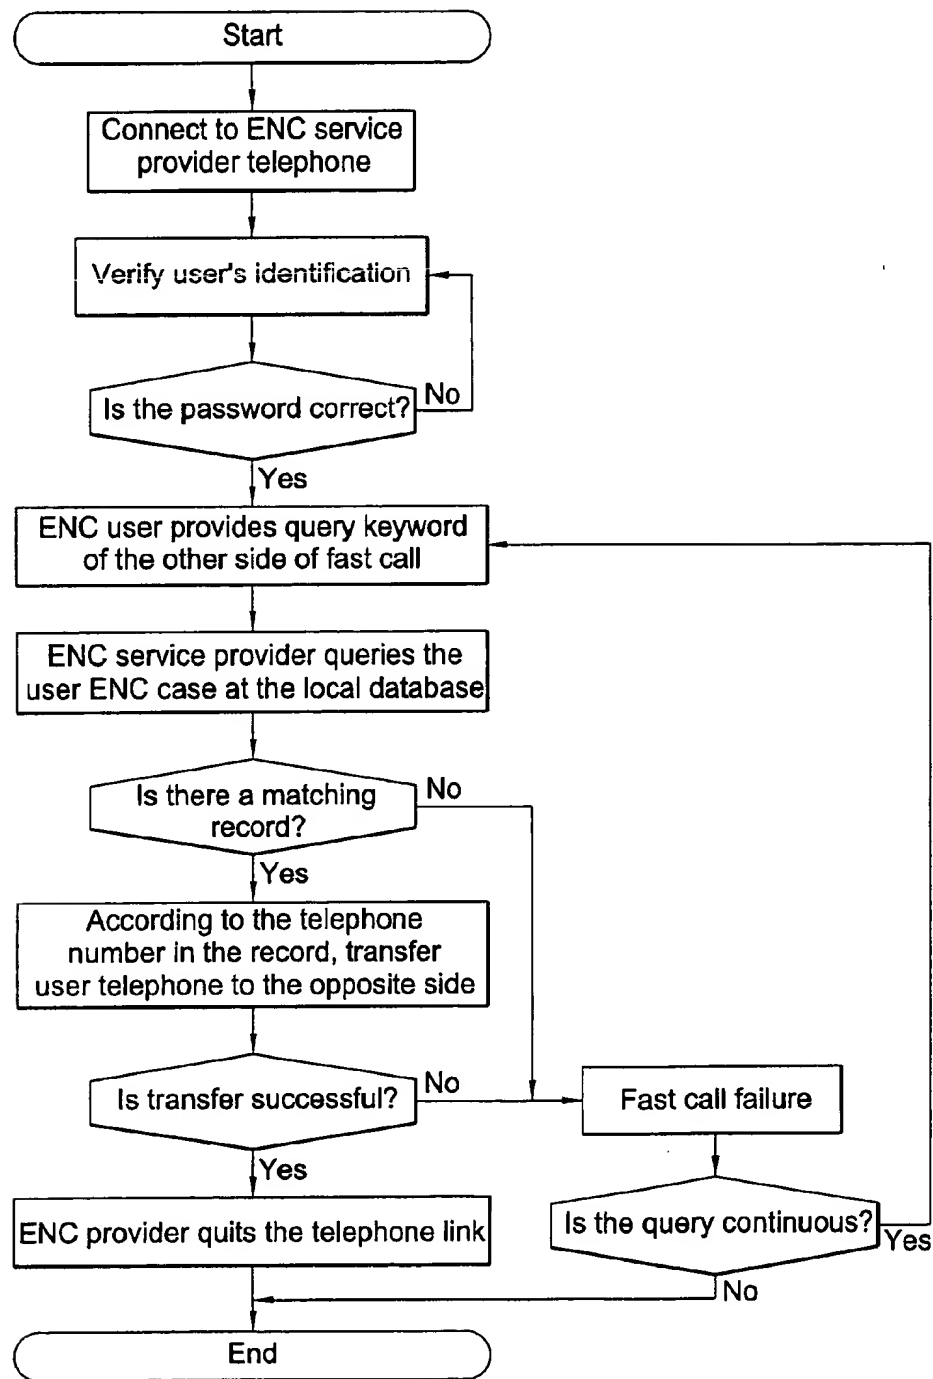 Start
Connect to ENC service
provider telephone
Verify user's identification
Is the password correct?
No
Yes
ENC user provides query keyword
of the other side of fast call
ENC service provider queries the
user ENC case at the local database
Is there a matching
record?
No
Yes
According to the telephone
number in the record, transfer
user telephone to the opposite side
Is transfer successful?
No
Fast call failure
Yes
ENC provider quits the telephone link
Is the query continuous?
Yes
No
End